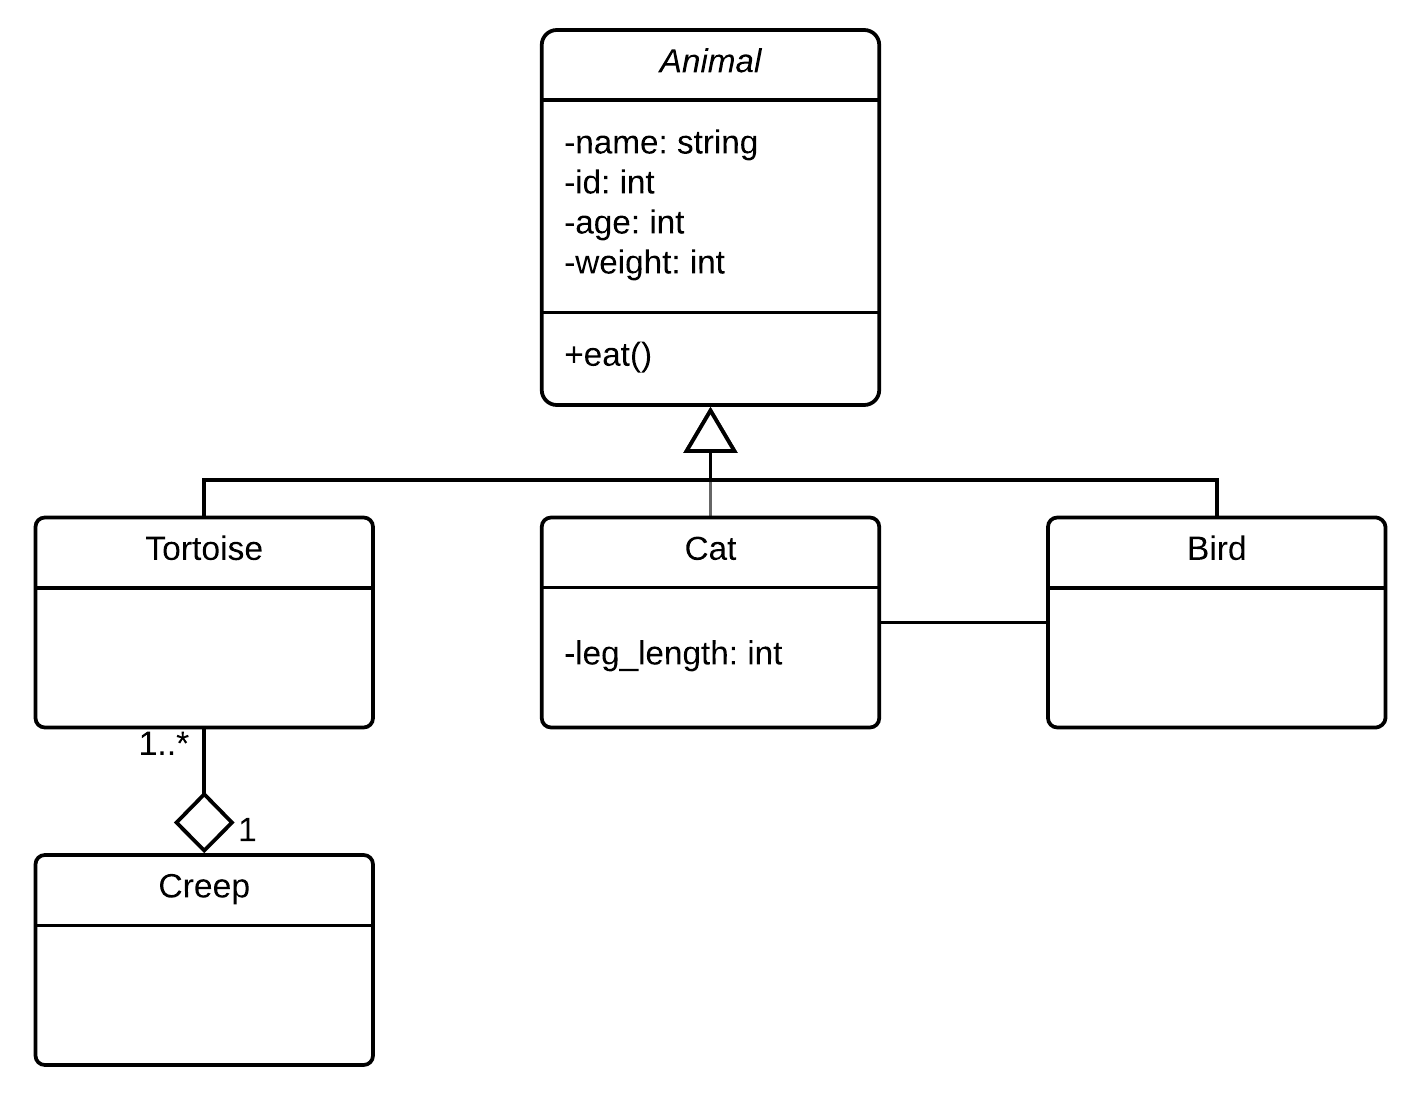 Animal
-name: string
-id: int
-age: int
-weight: int
+eat()
Tortoise
Cat
Bird
-leg_length: int
1..*
1
Creep